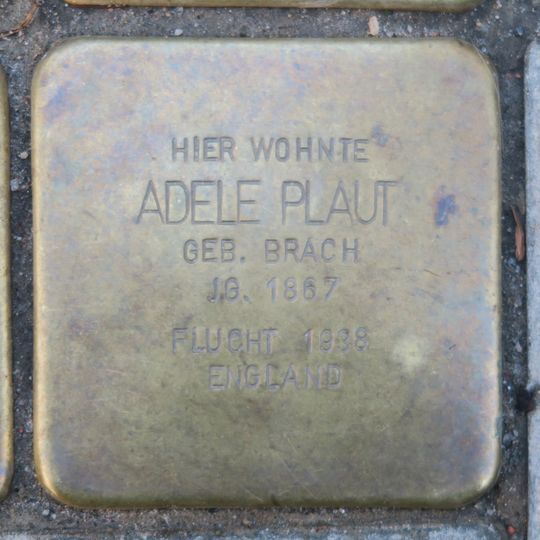 HIER WOHNTE
ADELE PLAUT
GEB. BRACH
JG. 1867
FLUCHT 1938
ENGLAND